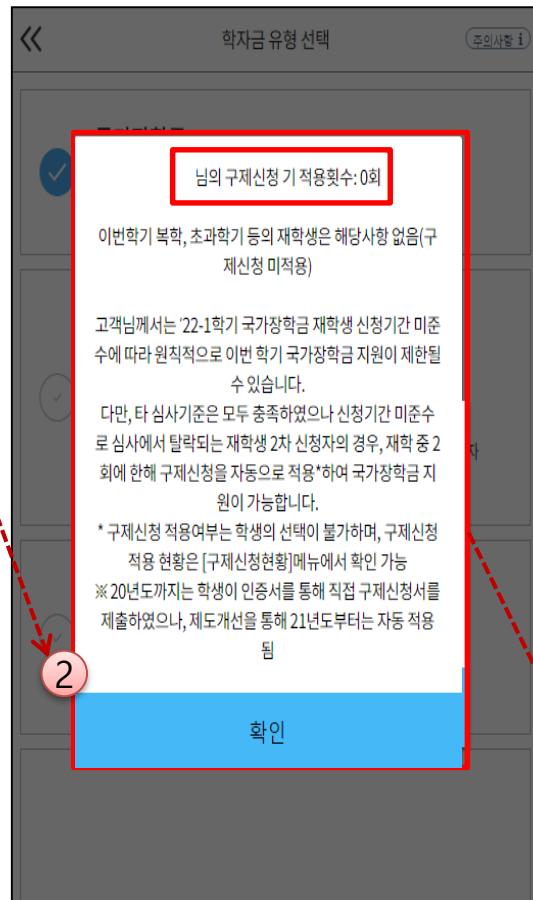 학자금 유형 선택
주의사항 i
님의 구제신청 기 적용횟수: 0회
이번학기 복학, 초과학기 등의 재학생은 해당사항 없음(구
제신청 미적용)
고객님께서는 '22-1학기 국가장학금 재학생 신청기간 미준
수에 따라 원칙적으로 이번 학기 국가장학금 지원이 제한될
수 있습니다.
다만, 타 심사기준은 모두 충족하였으나 신청기간 미준수
로 심사에서 탈락되는 재학생 2차 신청자의 경우, 재학 중 2
회에 한해 구제신청을 자동으로 적용*하여 국가장학금 지
원이 가능합니다.
* 구제신청 적용여부는 학생의 선택이 불가하며, 구제신청
적용 현황은 [구제신청현황]메뉴에서 확인 가능
※ 20년도까지는 학생이 인증서를 통해 직접 구제신청서를
제출하였으나, 제도개선을 통해 21년도부터는 자동 적용
됨
2
확인